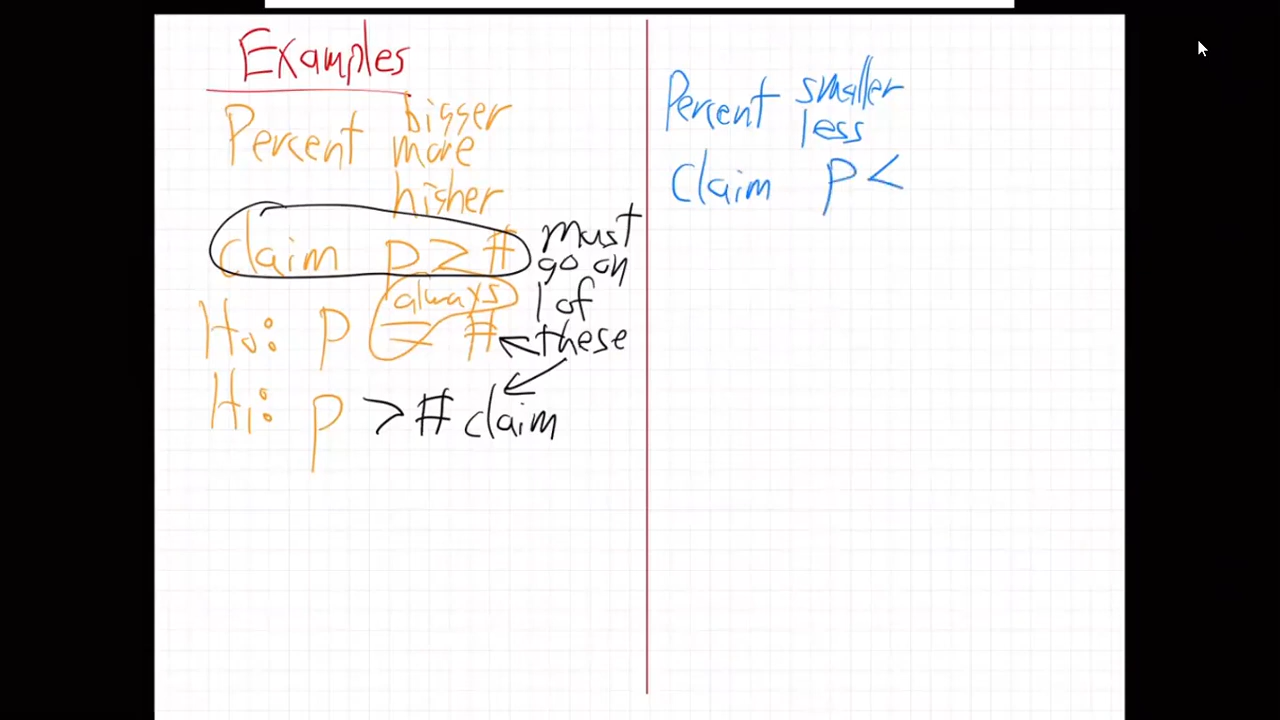 Examples
Percent bigger
more
higher
claim p > #
must
go on
1 of
these
always
H0: p = #
H1: p > # claim
Percent smaller
less
Claim p <